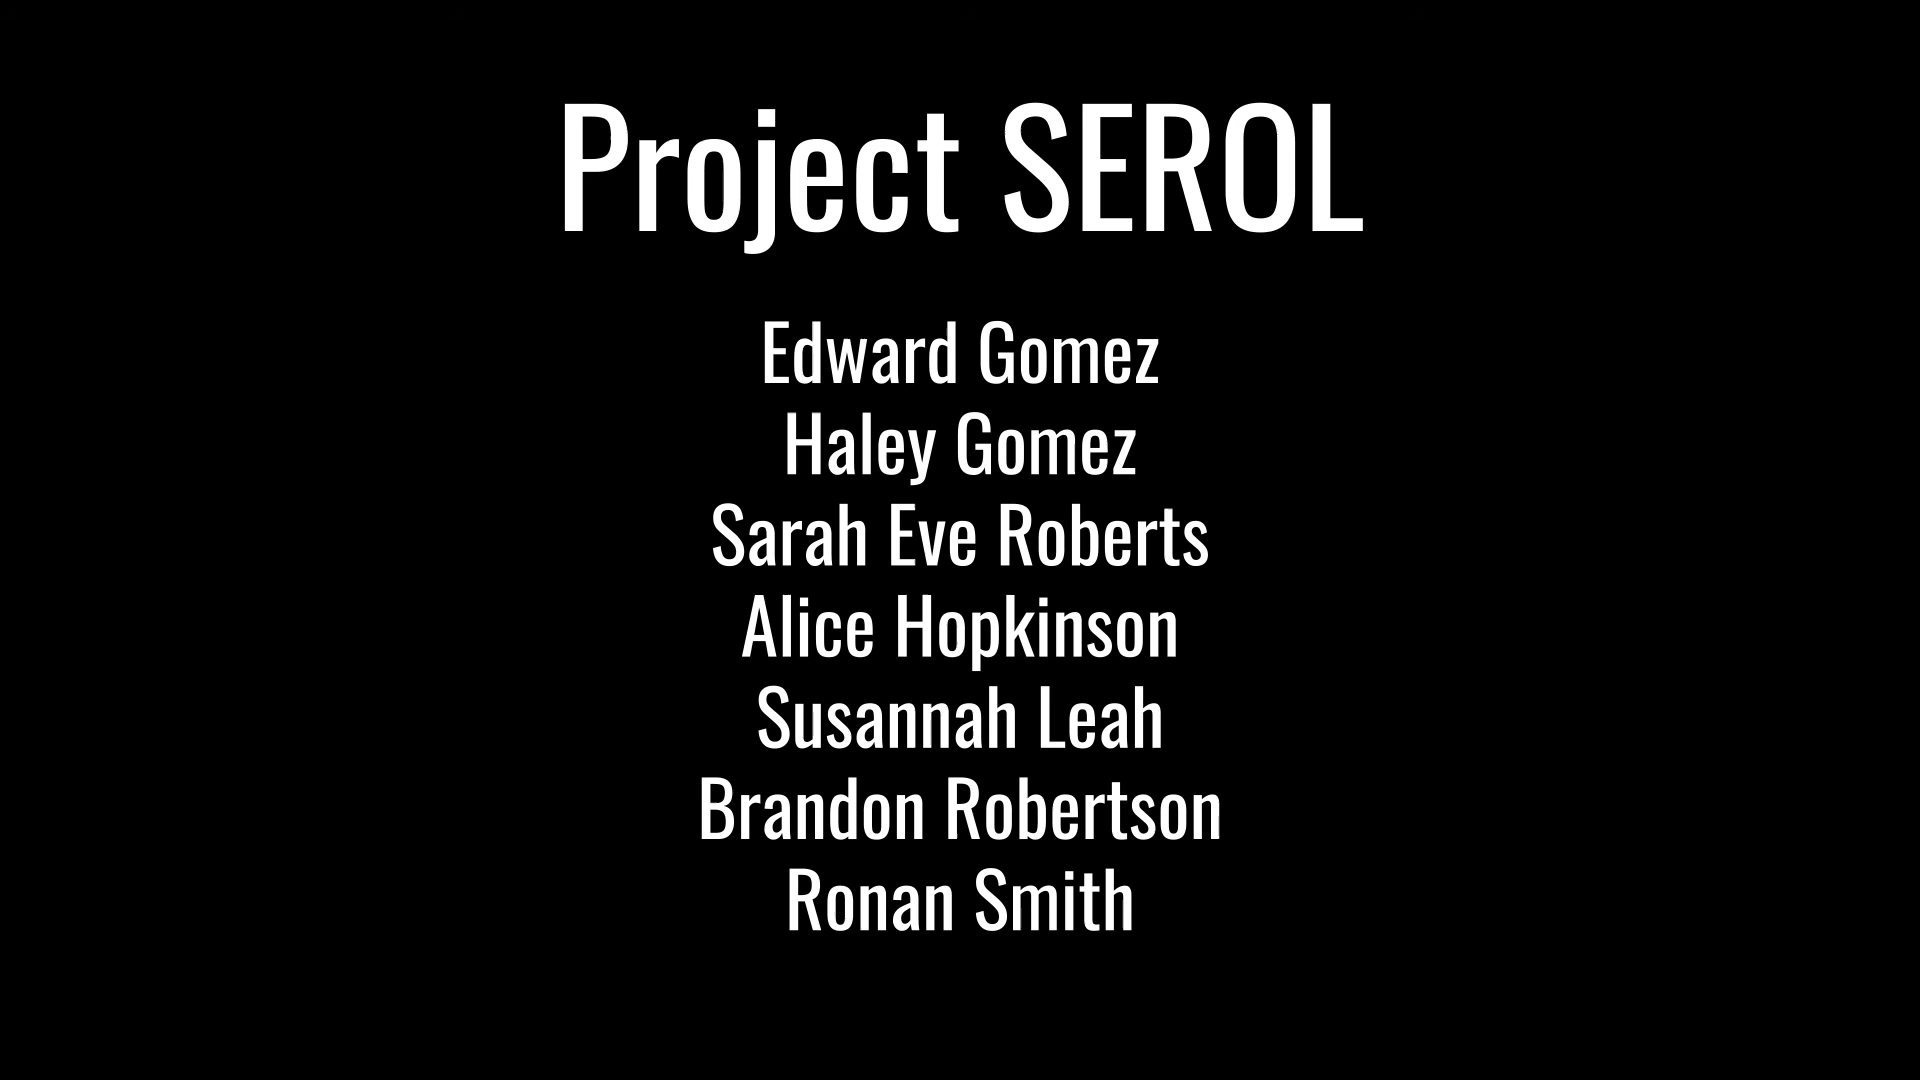 Project SEROL
Edward Gomez
Haley Gomez
Sarah Eve Roberts
Alice Hopkinson
Susannah Leah
Brandon Robertson
Ronan Smith